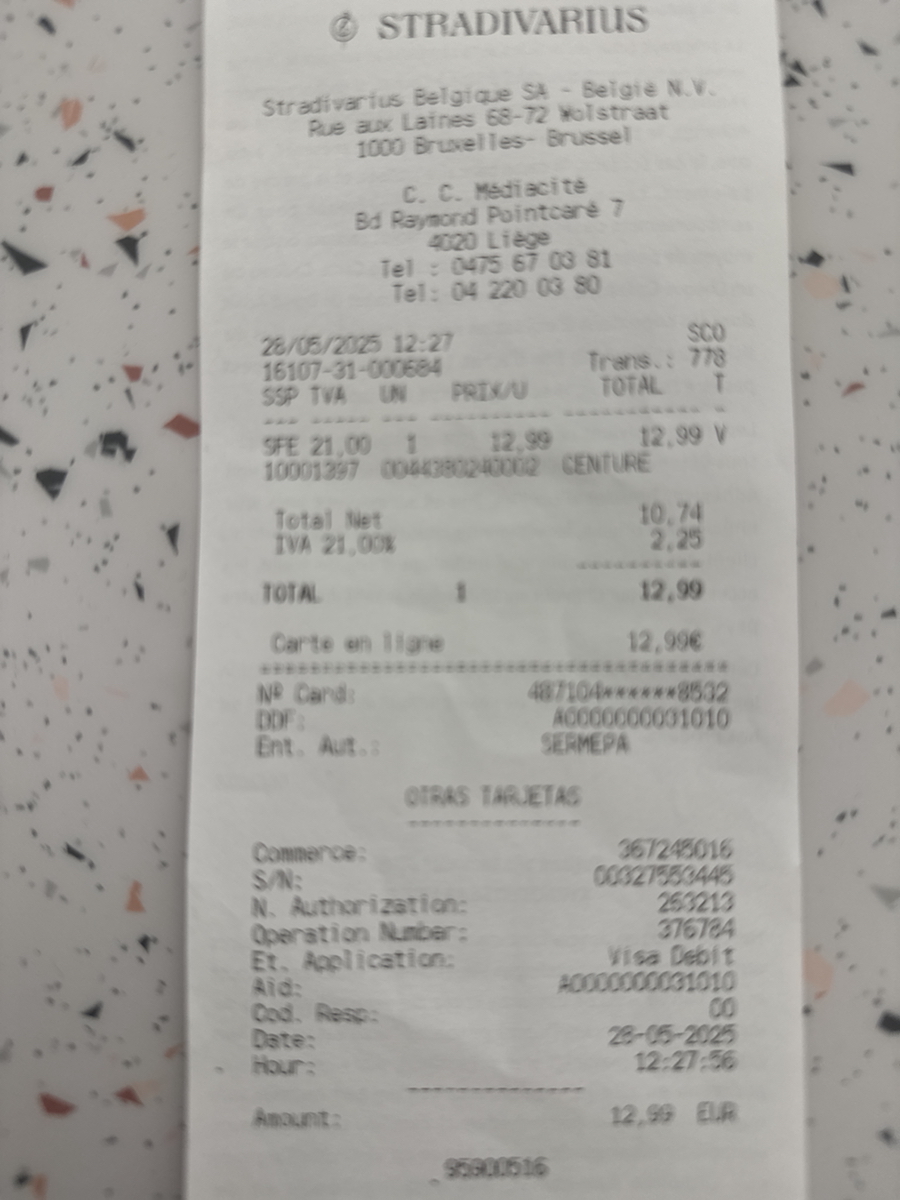 STRADIVARIUS
Stradivarius Belgique SA - Belgie N.V.
Rue aux Laines 68-72 Wolstraat
1000 Bruxelles- Brussel
C. C. Médiacité
Bd Raymond Pointcaré 7
4020 Liège
Tel : 0475 67 03 81
Tel: 04 220 03 80
28/05/2025 12:27 SCO
16107-31-000684 Trans.: 778
SSP TVA UN PRIX/U TOTAL T
SFE 21,00 1 12,99 12,99 V
10001397 CENTURE
Total Net 10,74
IVA 21,00% 2,25
TOTAL 1 12,99
Carte en ligne 12,99€
Nº Card: 487104******8532
DDF: A0000000031010
Ent. Aut.: SERMEPA
OTRAS TARJETAS
Commerce: 367245016
S/N: 00327553445
N. Authorization: 263213
Operation Number: 376784
Et. Application: Visa Debit
Aid: A0000000031010
Cod. Resp: 00
Date: 28-05-2025
Hour: 12:27:56
Amount: 12,99 EUR